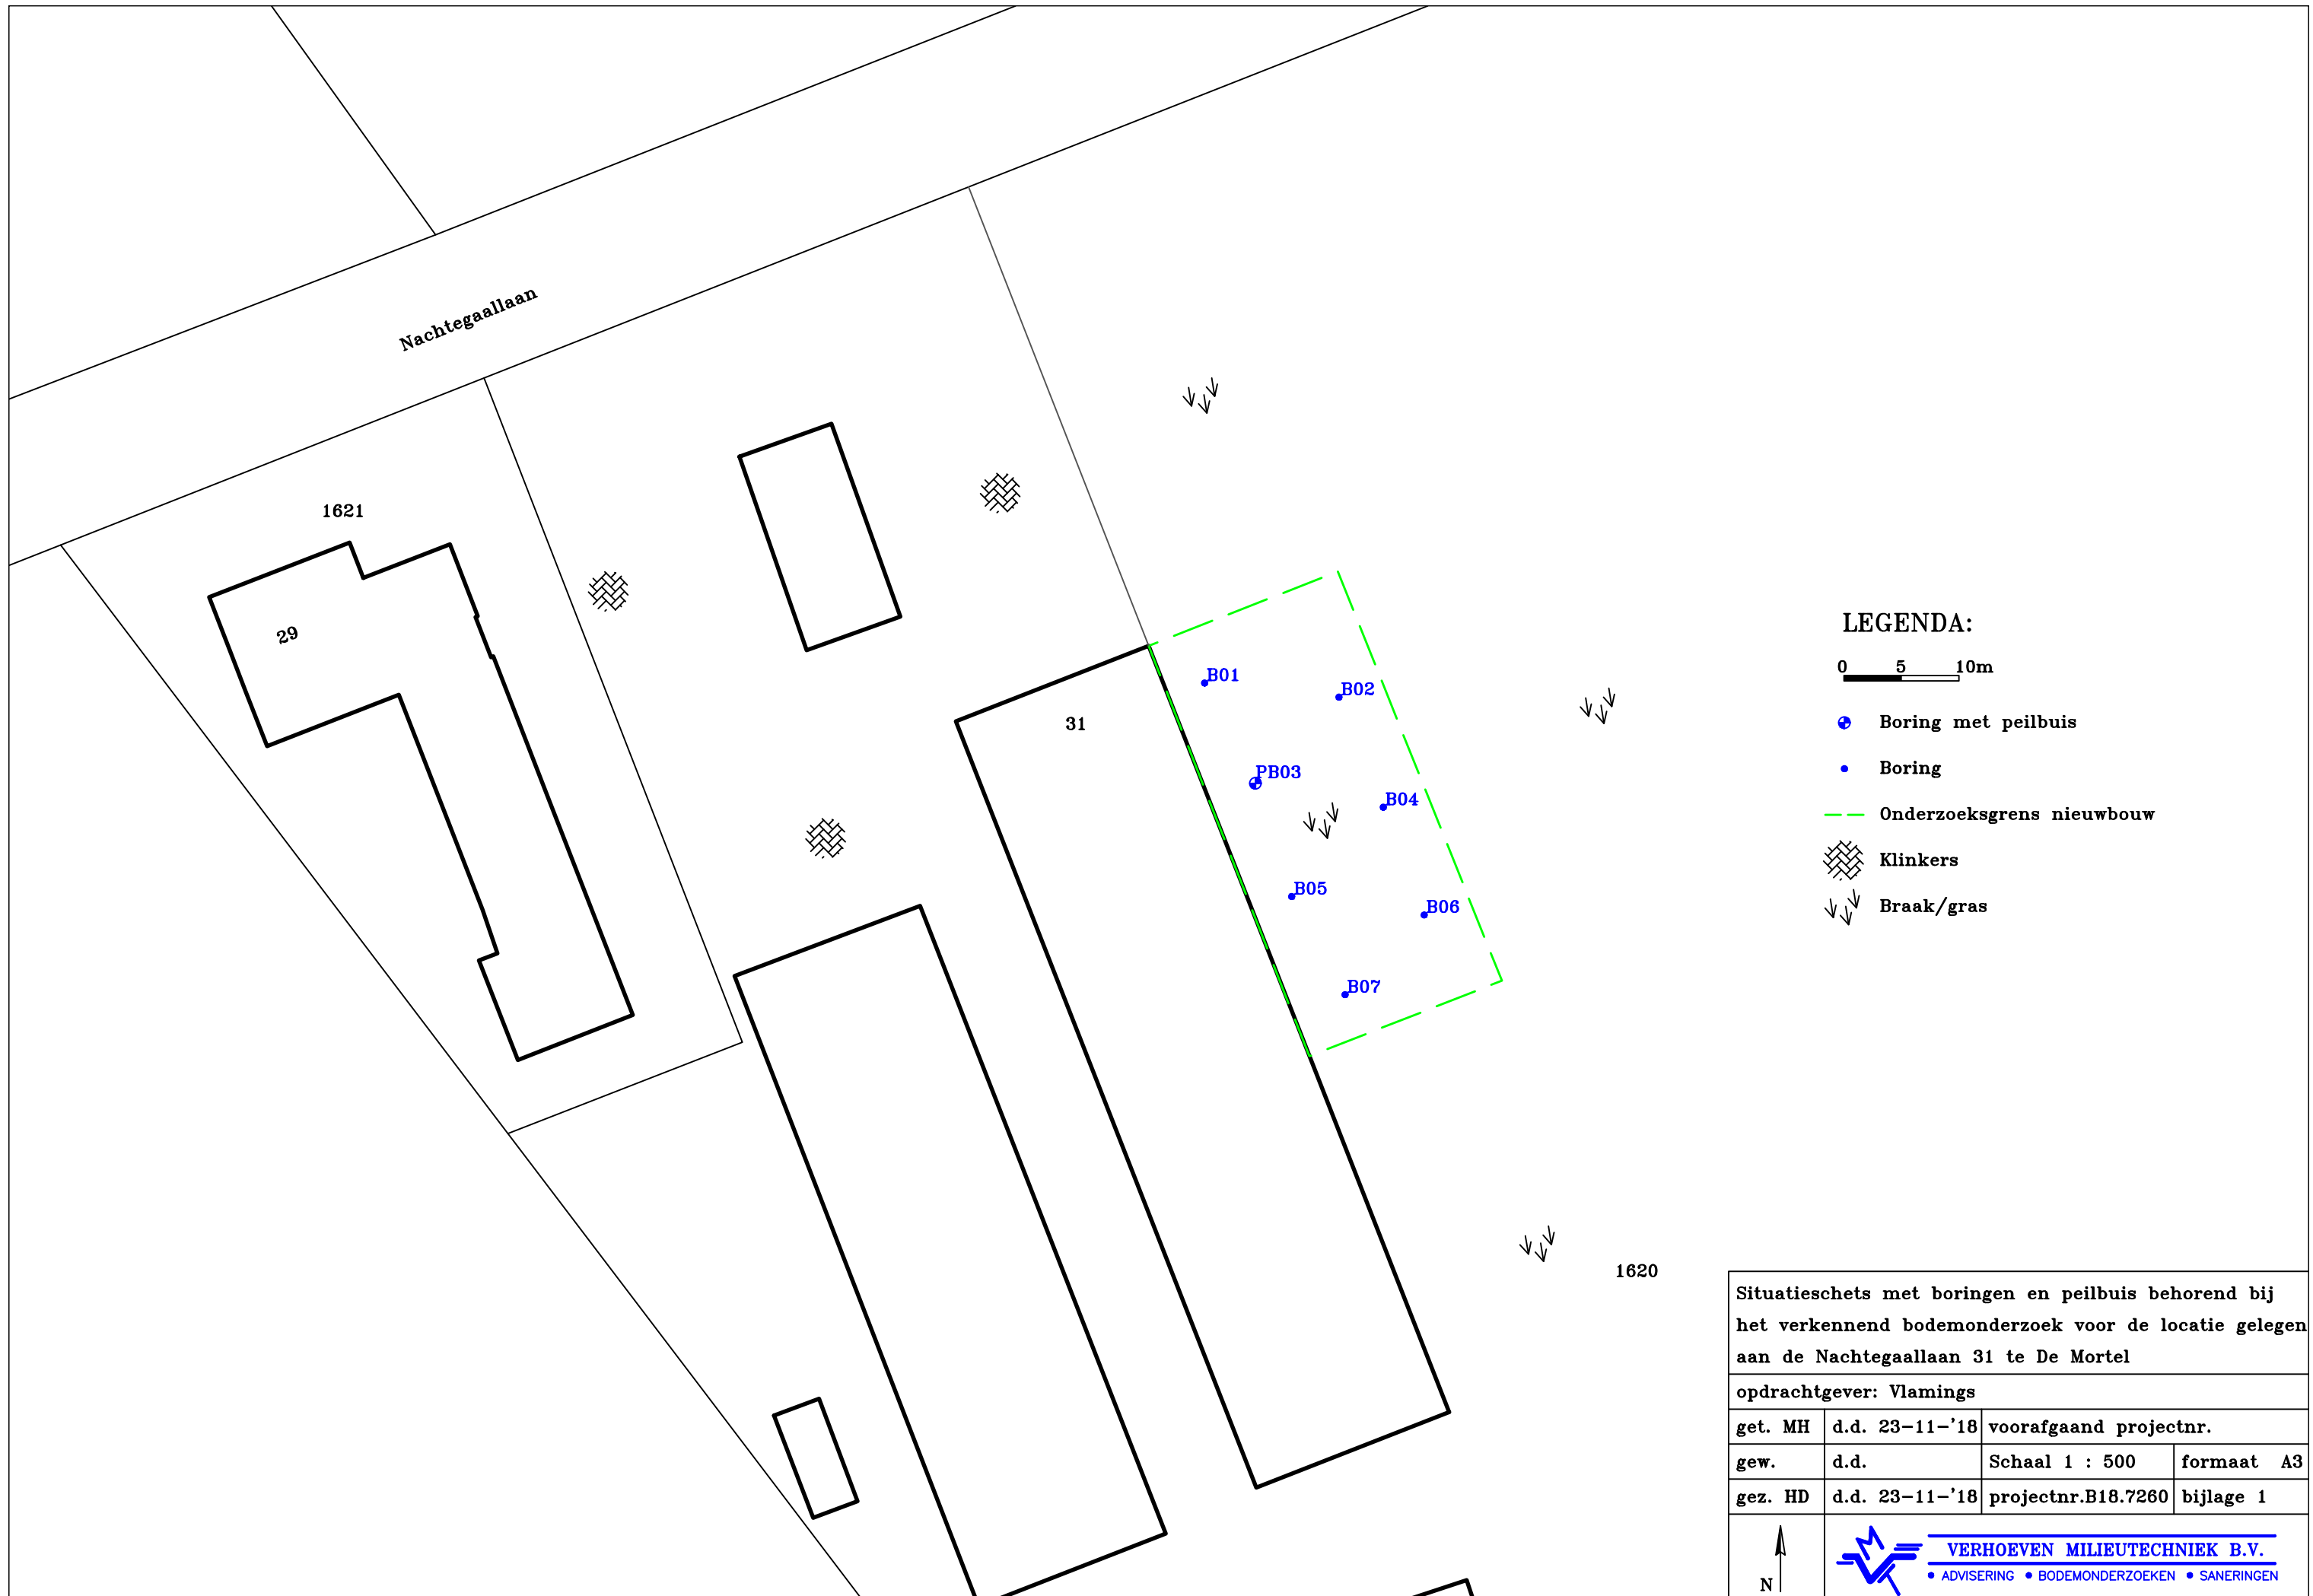 Nachtegaallaan
1621
29
31
B01
B02
PB03
B04
B05
B06
B07
1620
LEGENDA:
0 5 10m
Boring met peilbuis
Boring
Onderzoeksgrens nieuwbouw
Klinkers
Braak/gras
Situatieschets met boringen en peilbuis behorend bij
het verkennend bodemonderzoek voor de locatie gelegen
aan de Nachtegaallaan 31 te De Mortel
opdrachtgever: Vlamings
get. MH d.d. 23-11-'18 voorafgaand projectnr.
gew. d.d. Schaal 1 : 500 formaat A3
gez. HD d.d. 23-11-'18 projectnr.B18.7260 bijlage 1
N
VERHOEVEN MILIEUTECHNIEK B.V.
• ADVISERING • BODEMONDERZOEKEN • SANERINGEN